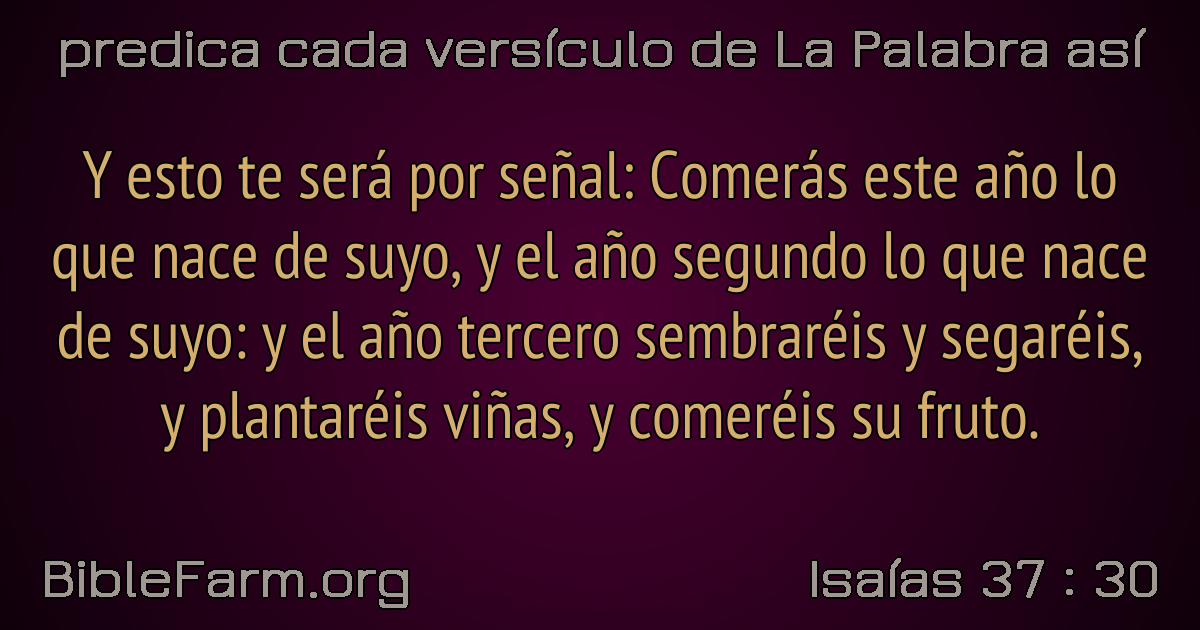 predica cada versículo de La Palabra así
Y esto te será por señal: Comerás este año lo
que nace de suyo, y el año segundo lo que nace
de suyo: y el año tercero sembraréis y segaréis,
y plantaréis viñas, y comeréis su fruto.
BibleFarm.org
Isaías 37 : 30